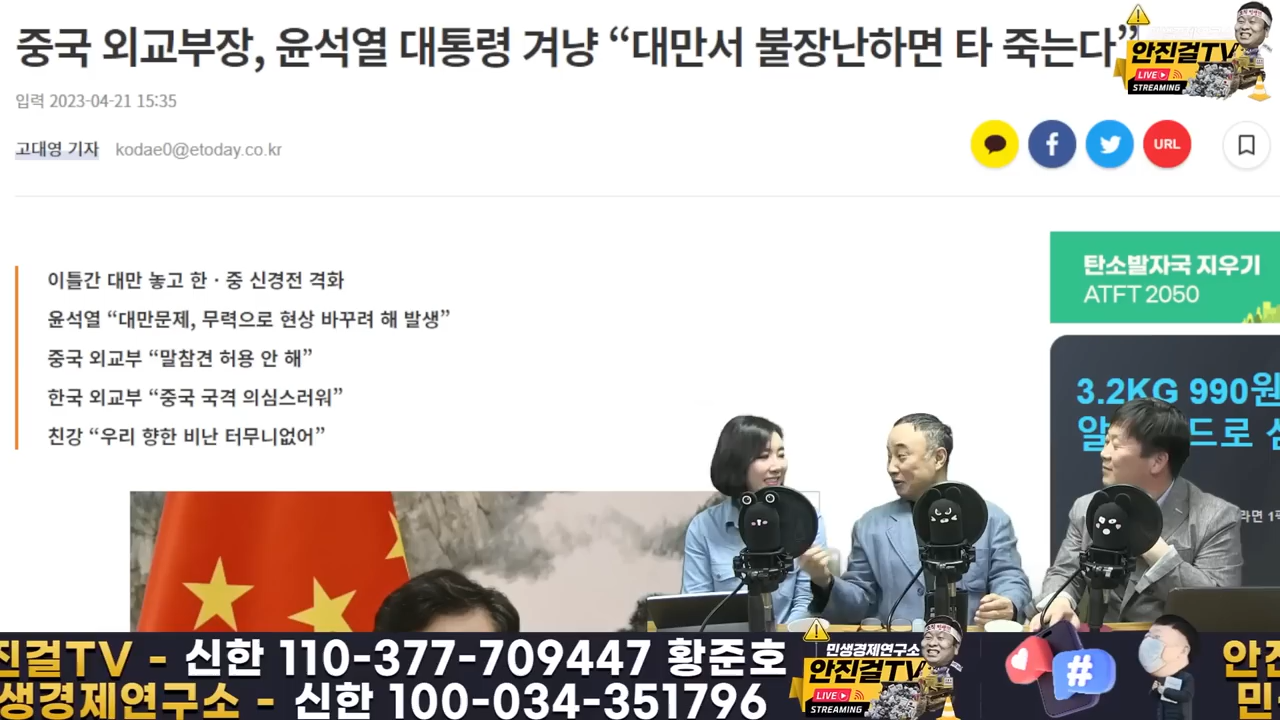 중국 외교부장, 윤석열 대통령 겨냥 “대만서 불장난하면 타 죽는다”
안진걸TV
LIVE
STREAMING
입력 2023-04-21 15:35
고대영 기자 kodae0@etoday.co.kr
URL
탄소발자국 지우기
ATFT 2050
이틀간 대만 놓고 한·중 신경전 격화
윤석열 “대만문제, 무력으로 현상 바꾸려 해 발생”
중국 외교부 “말참견 허용 안 해”
한국 외교부 “중국 국격 의심스러워”
친강 “우리 향한 비난 터무니없어”
3.2KG 990원
알 드로
라면
진걸TV - 신한 110-377-709447 황준호
생경제연구소 - 신한 100-034-351796
민생경제연구소
안진걸TV
LIVE
STREAMING
#
안진
민